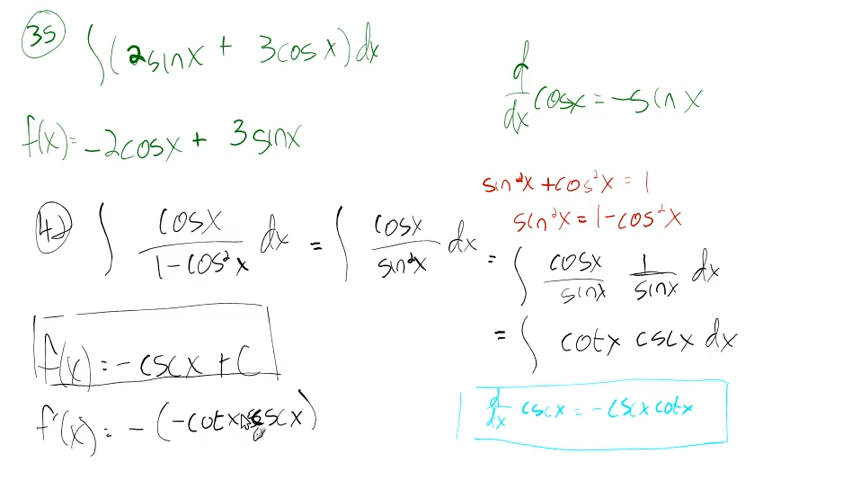 35 ∫(2sinx + 3cosx)dx
d/dx cosx = -sinx
f(x) = -2cosx + 3sinx
sin²x + cos²x = 1
sin²x = 1 - cos²x
42 ∫ cosx/(1-cos²x) dx = ∫ cosx/sin²x dx
= ∫ cosx/sinx 1/sinx dx
= ∫ cotx cscx dx
f(x) = -cscx + C
f'(x) = -(-cotx cscx)
d/dx cscx = -cscx cotx